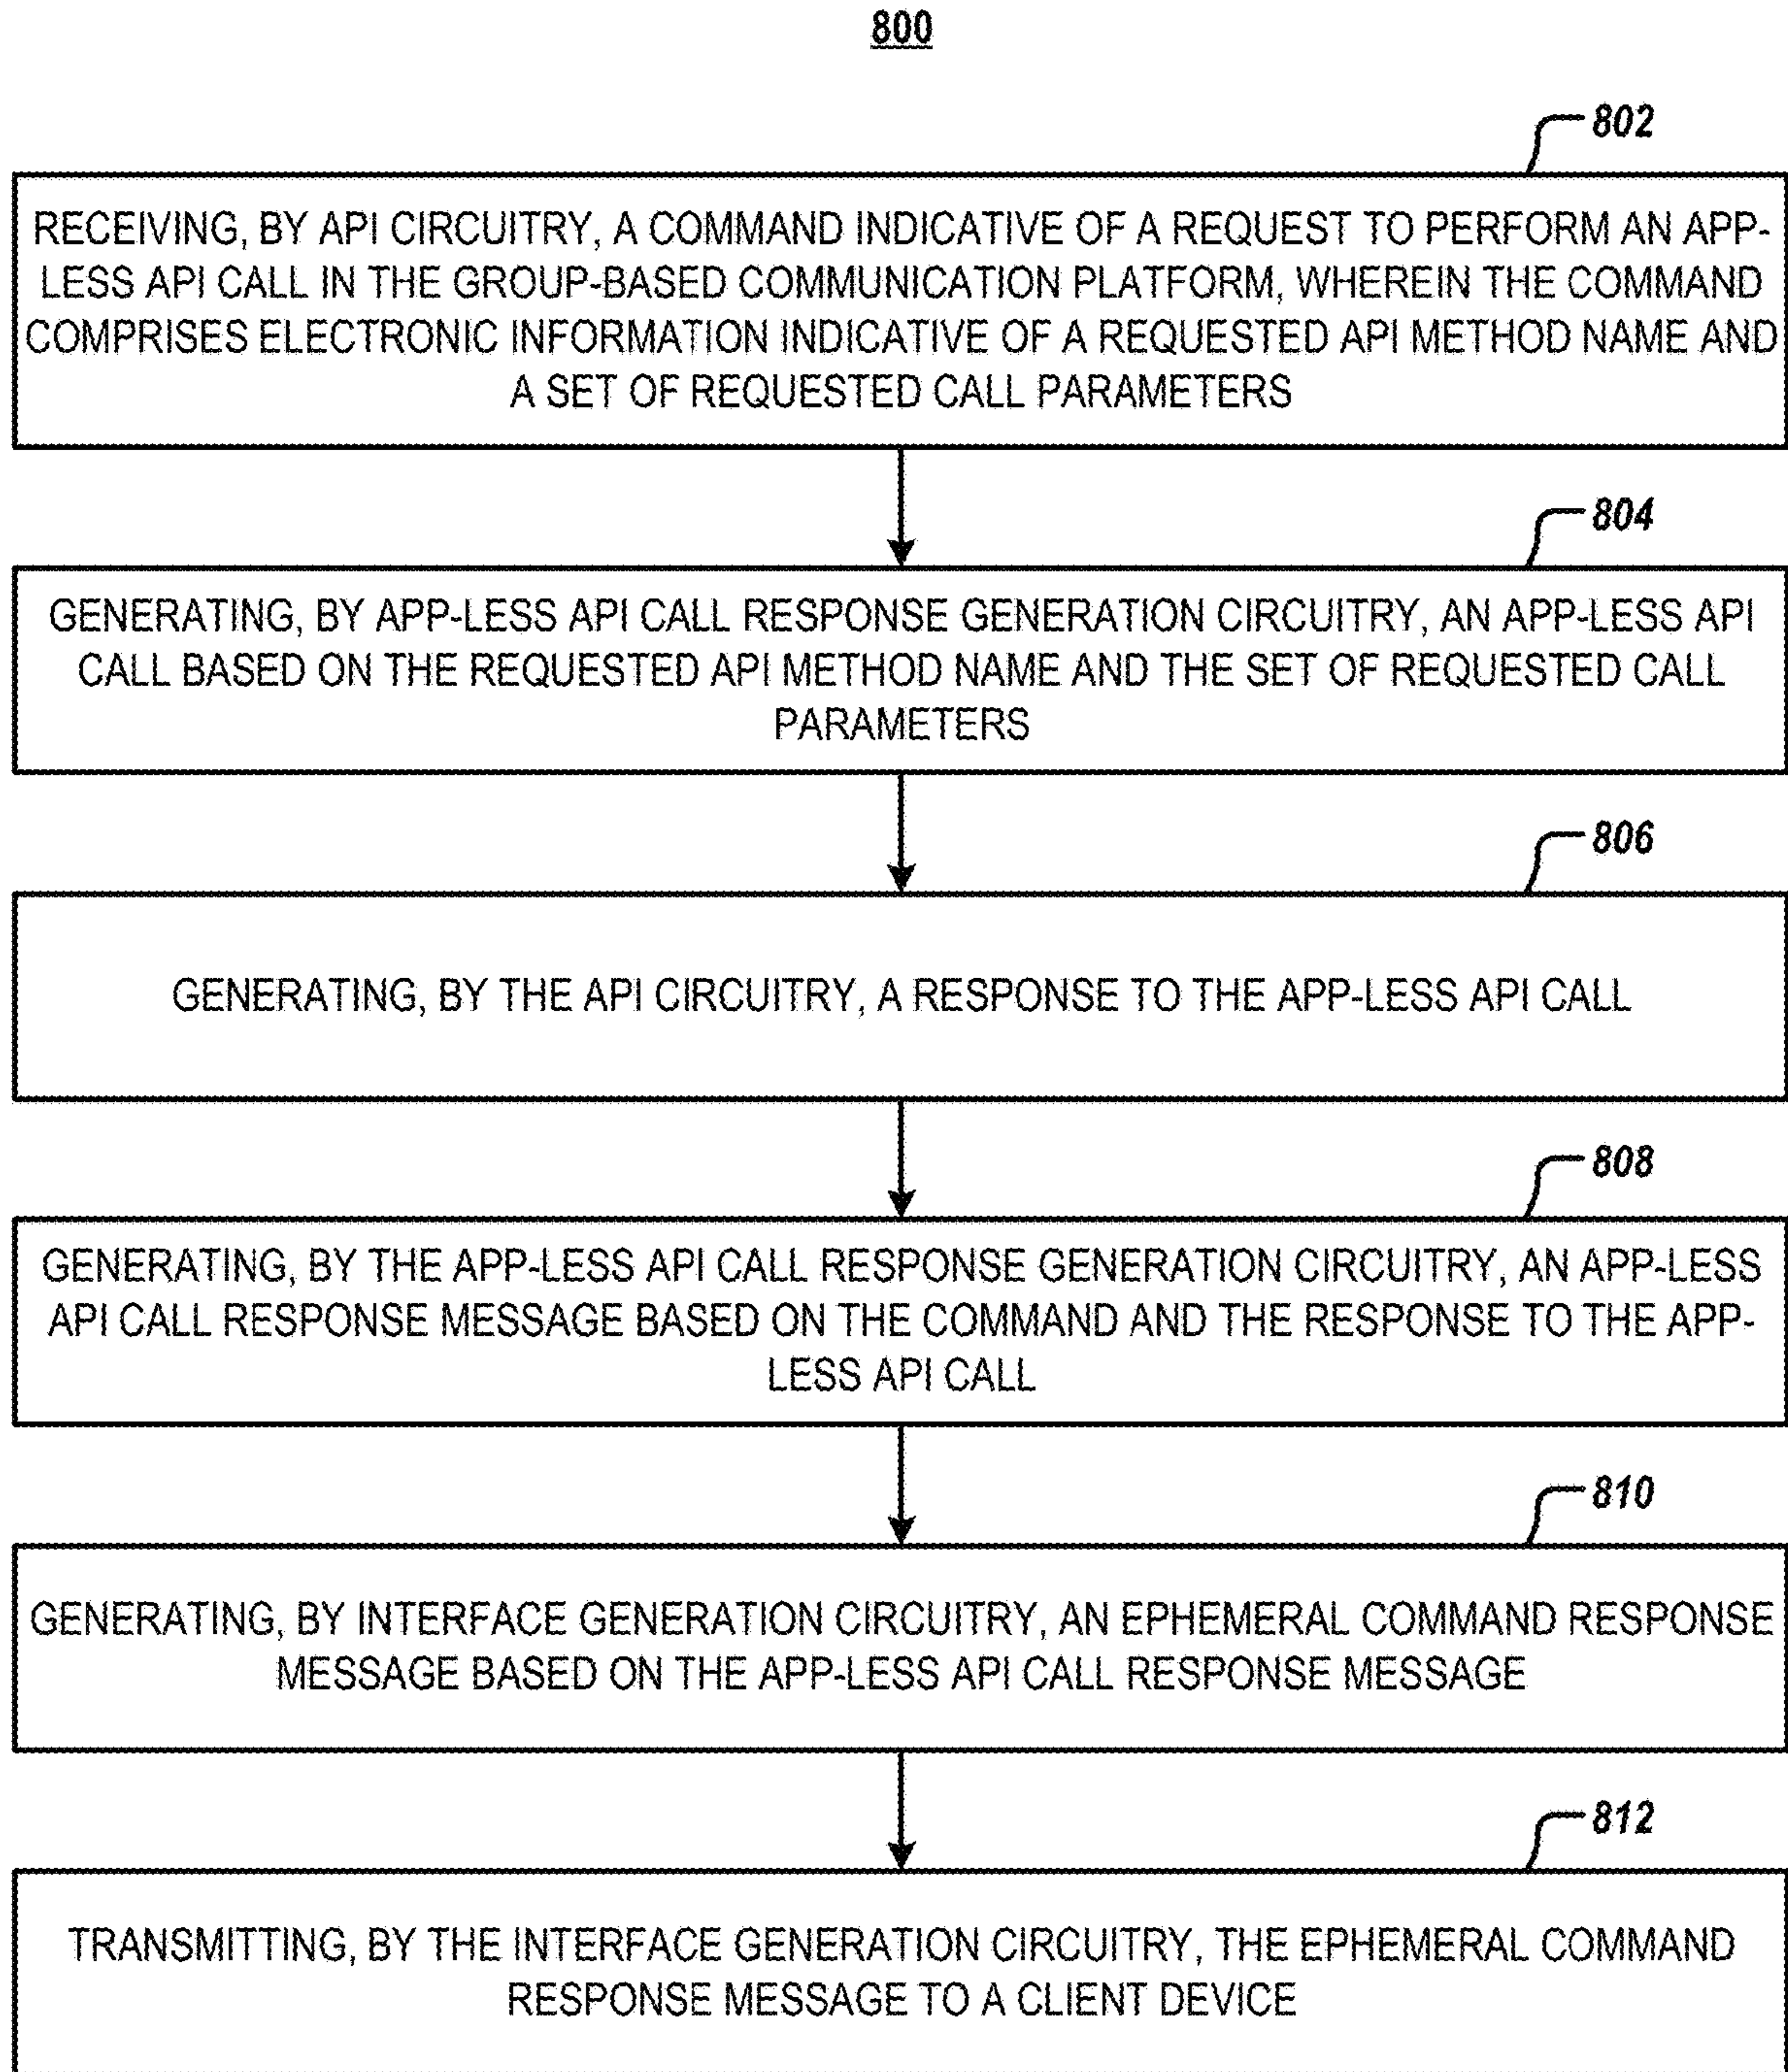 800
802
RECEIVING, BY API CIRCUITRY, A COMMAND INDICATIVE OF A REQUEST TO PERFORM AN APP-
LESS API CALL IN THE GROUP-BASED COMMUNICATION PLATFORM, WHEREIN THE COMMAND
COMPRISES ELECTRONIC INFORMATION INDICATIVE OF A REQUESTED API METHOD NAME AND
A SET OF REQUESTED CALL PARAMETERS
804
GENERATING, BY APP-LESS API CALL RESPONSE GENERATION CIRCUITRY, AN APP-LESS API
CALL BASED ON THE REQUESTED API METHOD NAME AND THE SET OF REQUESTED CALL
PARAMETERS
806
GENERATING, BY THE API CIRCUITRY, A RESPONSE TO THE APP-LESS API CALL
808
GENERATING, BY THE APP-LESS API CALL RESPONSE GENERATION CIRCUITRY, AN APP-LESS
API CALL RESPONSE MESSAGE BASED ON THE COMMAND AND THE RESPONSE TO THE APP-
LESS API CALL
810
GENERATING, BY INTERFACE GENERATION CIRCUITRY, AN EPHEMERAL COMMAND RESPONSE
MESSAGE BASED ON THE APP-LESS API CALL RESPONSE MESSAGE
812
TRANSMITTING, BY THE INTERFACE GENERATION CIRCUITRY, THE EPHEMERAL COMMAND
RESPONSE MESSAGE TO A CLIENT DEVICE